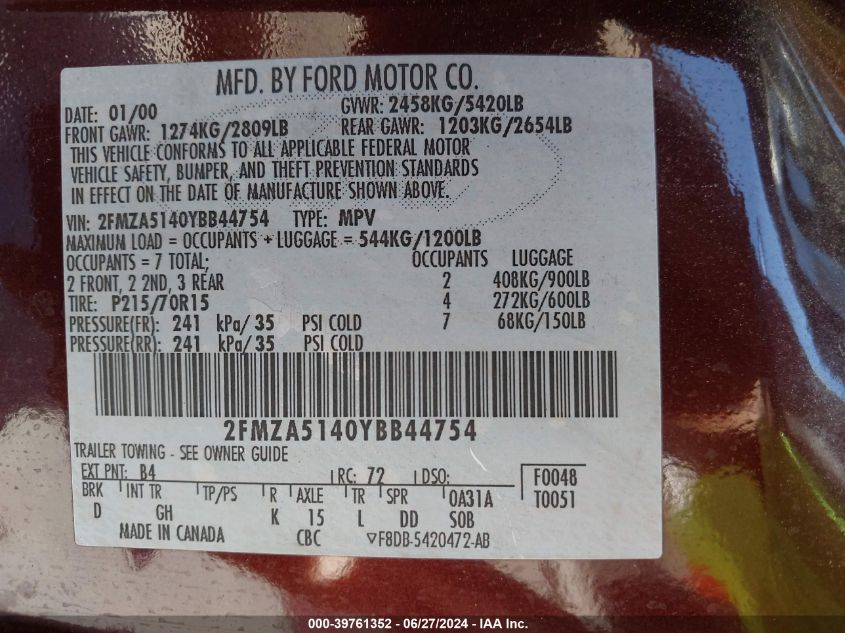 MFD. BY FORD MOTOR CO.
DATE: 01/00 GVWR: 2458KG/5420LB
FRONT GAWR: 1274KG/2809LB REAR GAWR: 1203KG/2654LB
THIS VEHICLE CONFORMS TO ALL APPLICABLE FEDERAL MOTOR
VEHICLE SAFETY, BUMPER, AND THEFT PREVENTION STANDARDS
IN EFFECT ON THE DATE OF MANUFACTURE SHOWN ABOVE.
VIN: 2FMZA5140YBB44754 TYPE: MPV
MAXIMUM LOAD = OCCUPANTS + LUGGAGE = 544KG/1200LB
OCCUPANTS = 7 TOTAL; OCCUPANTS LUGGAGE
2 FRONT, 2 2ND, 3 REAR 2 408KG/900LB
TIRE: P215/70R15 4 272KG/600LB
PRESSURE(FR): 241 kPa/ 35 PSI COLD 7 68KG/150LB
PRESSURE(RR): 241 kPa/ 35 PSI COLD
2FMZA5140YBB44754
TRAILER TOWING - SEE OWNER GUIDE
EXT PNT: B4 RC: 72 DSO: F0048
BRK INT TR TP/PS R AXLE TR SPR 0A31A T0051
D GH K 15 L DD SOB
MADE IN CANADA CBC F8DB-5420472-AB
000-39761352 - 06/27/2024 - IAA Inc.